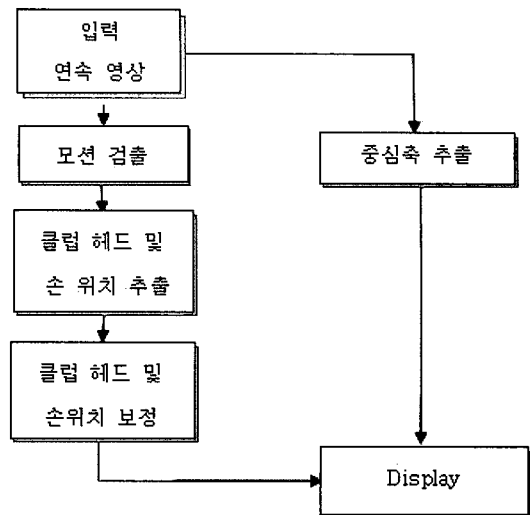 입력
연속 영상
모션 검출
중심축 추출
클럽 헤드 및
손 위치 추출
클럽 헤드 및
손위치 보정
Display